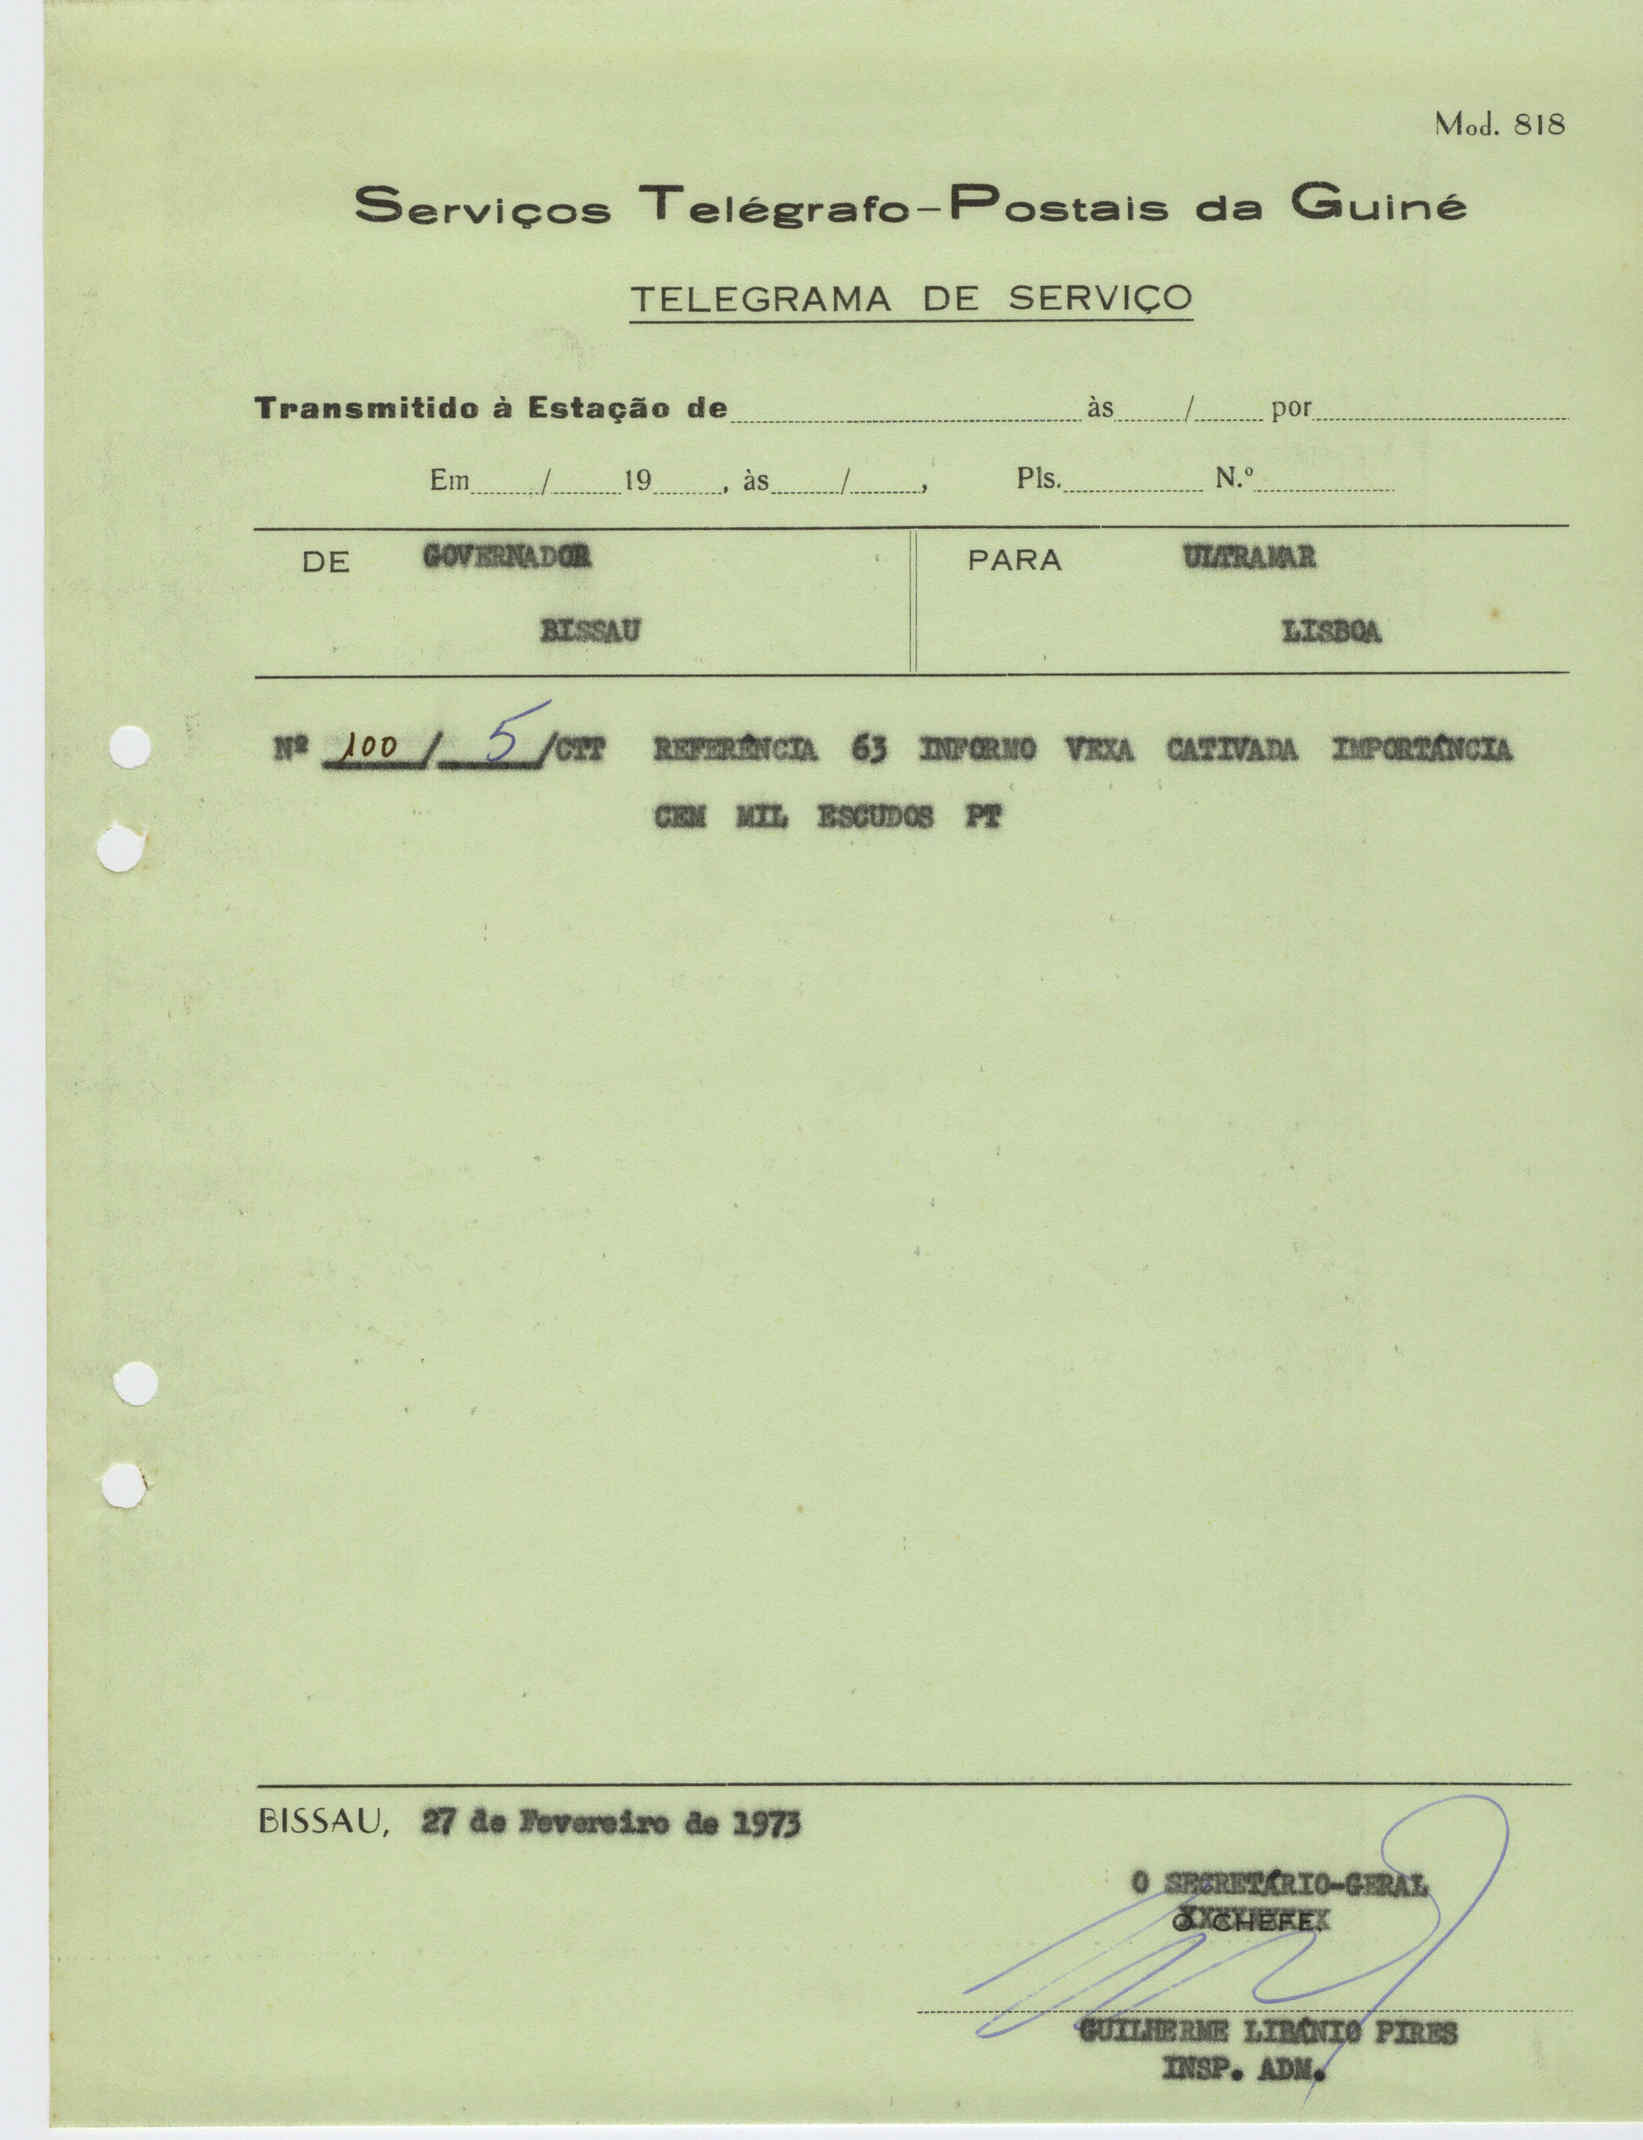 Mod. 818
Serviços Telégrafo-Postais da Guiné
TELEGRAMA DE SERVIÇO
Transmitido à Estação de às / por
Em / 19 , às / , Pls. N.º
DE GOVERNADOR PARA ULTRAMAR
BISSAU LISBOA
Nº 100 / 5 /CTT REFERÊNCIA 63 INFORMO VEXA CATIVADA IMPORTÂNCIA
CEM MIL ESCUDOS PT
BISSAU, 27 de Fevereiro de 1973
O SECRETÁRIO-GERAL
O CHEFE,
GUILHERME LIBÂNIO PIRES
INSP. ADM.